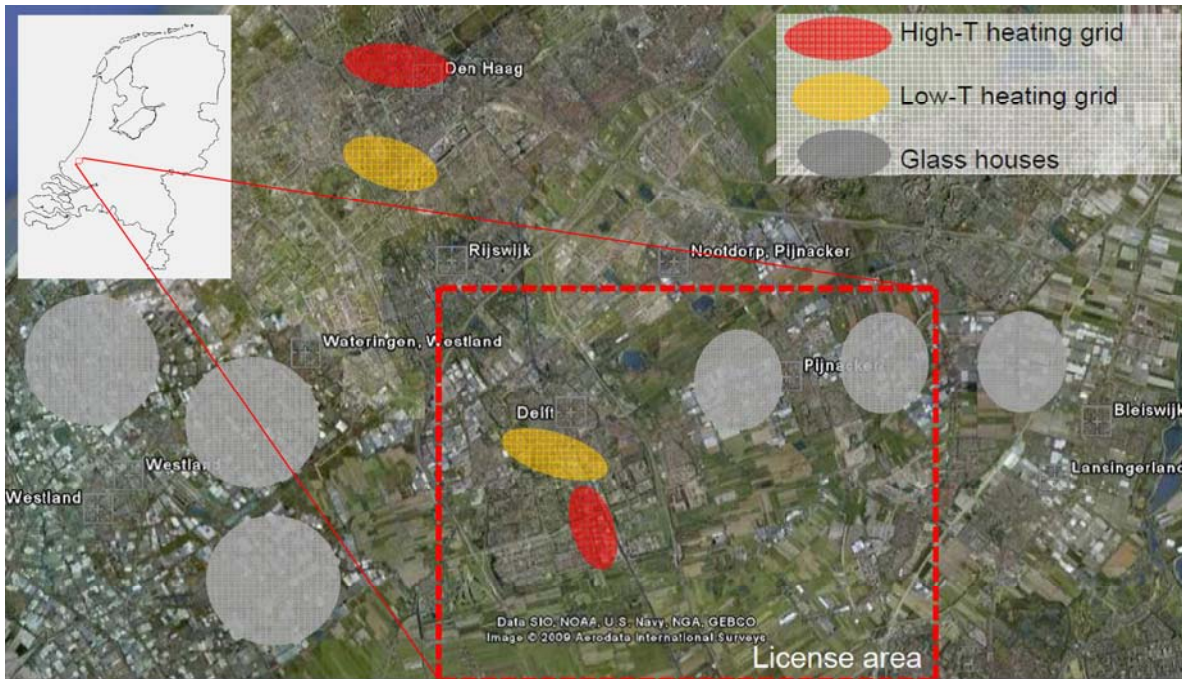 High-T heating grid
Den Haag
Low-T heating grid
Glass houses
Rijswijk
Nootdorp, Pijnacker
Wateringen, Westland
Pijnacker
Delft
Bleiswijk
Westland
Lansingerland
Westland
Data SIO, NOAA, U.S. Navy, NGA, GEBCO
Image © 2009 Aerodata International Surveys
License area